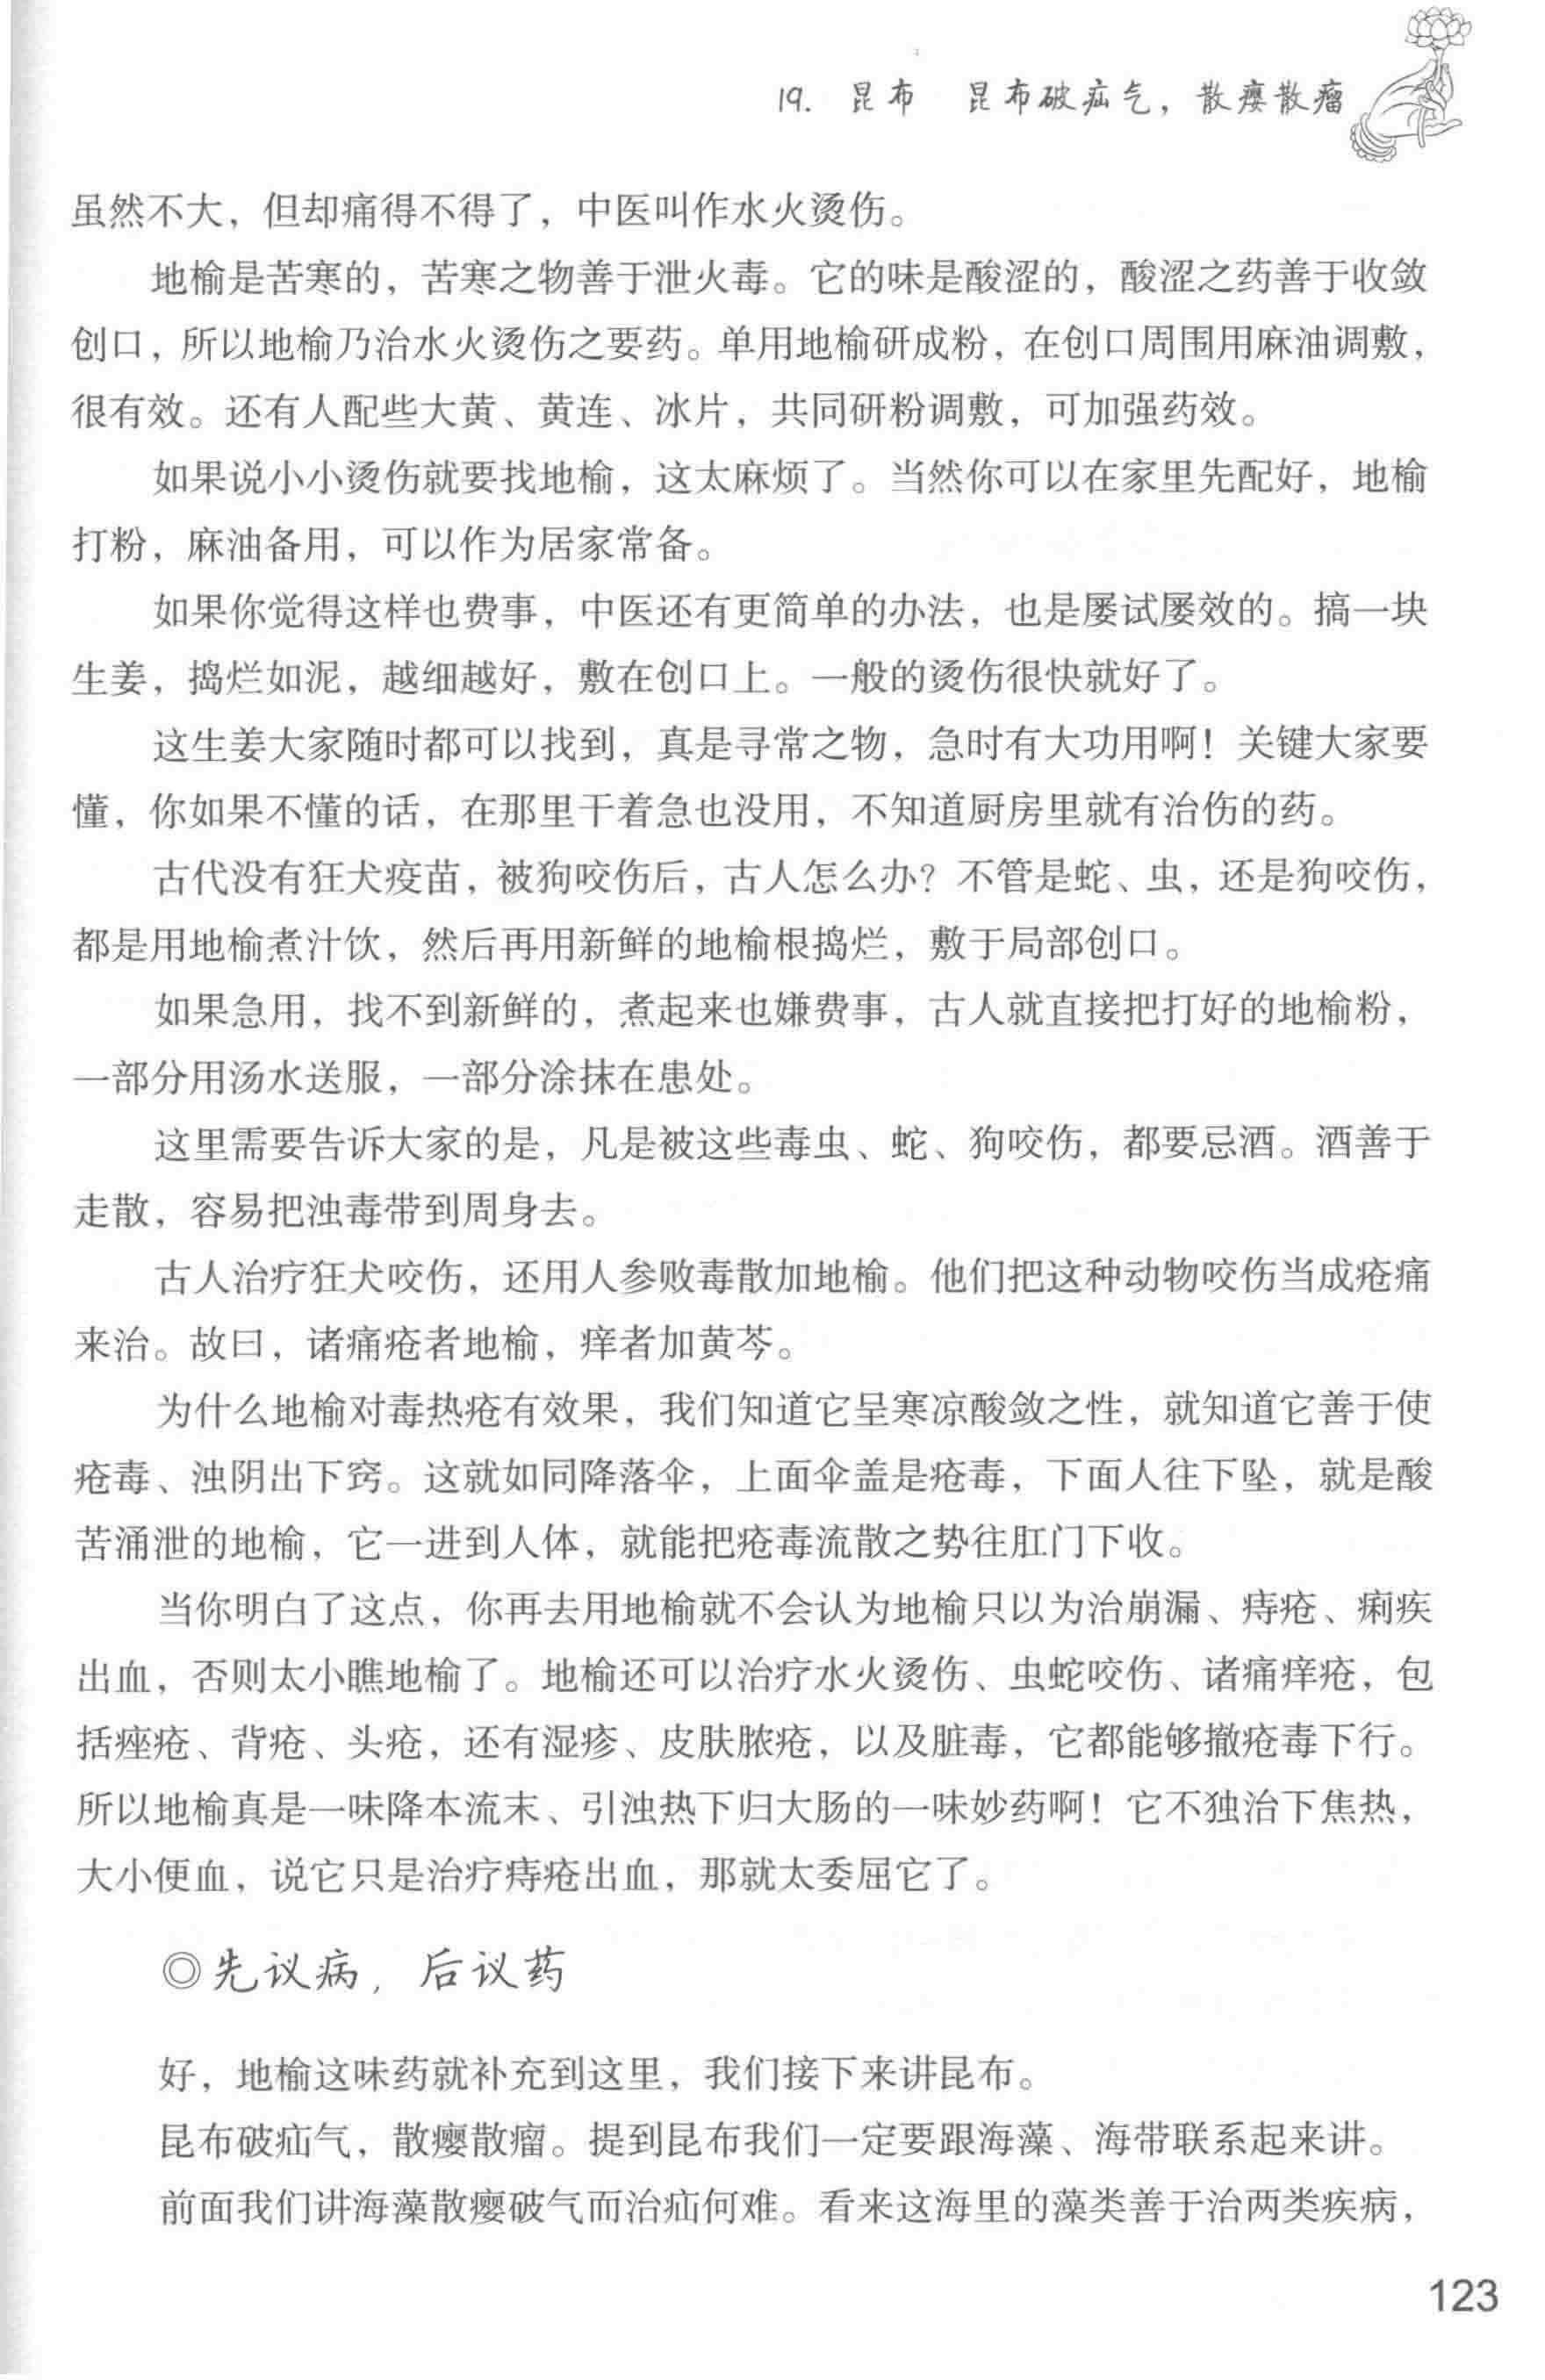 19. 昆布　昆布破疝气，散瘿散瘤
虽然不大，但却痛得不得了，中医叫作水火烫伤。
地榆是苦寒的，苦寒之物善于泄火毒。它的味是酸涩的，酸涩之药善于收敛
创口，所以地榆乃治水火烫伤之要药。单用地榆研成粉，在创口周围用麻油调敷，
很有效。还有人配些大黄、黄连、冰片，共同研粉调敷，可加强药效。
如果说小小烫伤就要找地榆，这太麻烦了。当然你可以在家里先配好，地榆
打粉，麻油备用，可以作为居家常备。
如果你觉得这样也费事，中医还有更简单的办法，也是屡试屡效的。搞一块
生姜，捣烂如泥，越细越好，敷在创口上。一般的烫伤很快就好了。
这生姜大家随时都可以找到，真是寻常之物，急时有大功用啊！关键大家要
懂，你如果不懂的话，在那里干着急也没用，不知道厨房里就有治伤的药。
古代没有狂犬疫苗，被狗咬伤后，古人怎么办？不管是蛇、虫，还是狗咬伤，
都是用地榆煮汁饮，然后再用新鲜的地榆根捣烂，敷于局部创口。
如果急用，找不到新鲜的，煮起来也嫌费事，古人就直接把打好的地榆粉，
一部分用汤水送服，一部分涂抹在患处。
这里需要告诉大家的是，凡是被这些毒虫、蛇、狗咬伤，都要忌酒。酒善于
走散，容易把浊毒带到周身去。
古人治疗狂犬咬伤，还用人参败毒散加地榆。他们把这种动物咬伤当成疮痛
来治。故曰，诸痛疮者地榆，痒者加黄芩。
为什么地榆对毒热疮有效果，我们知道它呈寒凉酸敛之性，就知道它善于使
疮毒、浊阴出下窍。这就如同降落伞，上面伞盖是疮毒，下面人往下坠，就是酸
苦涌泄的地榆，它一进到人体，就能把疮毒流散之势往肛门下收。
当你明白了这点，你再去用地榆就不会认为地榆只以为治崩漏、痔疮、痢疾
出血，否则太小瞧地榆了。地榆还可以治疗水火烫伤、虫蛇咬伤、诸痛痒疮，包
括痤疮、背疮、头疮，还有湿疹、皮肤脓疮，以及脏毒，它都能够撤疮毒下行。
所以地榆真是一味降本流末、引浊热下归大肠的一味妙药啊！它不独治下焦热，
大小便血，说它只是治疗痔疮出血，那就太委屈它了。
◎先议病，后议药
好，地榆这味药就补充到这里，我们接下来讲昆布。
昆布破疝气，散瘿散瘤。提到昆布我们一定要跟海藻、海带联系起来讲。
前面我们讲海藻散瘿破气而治疝何难。看来这海里的藻类善于治两类疾病，
123